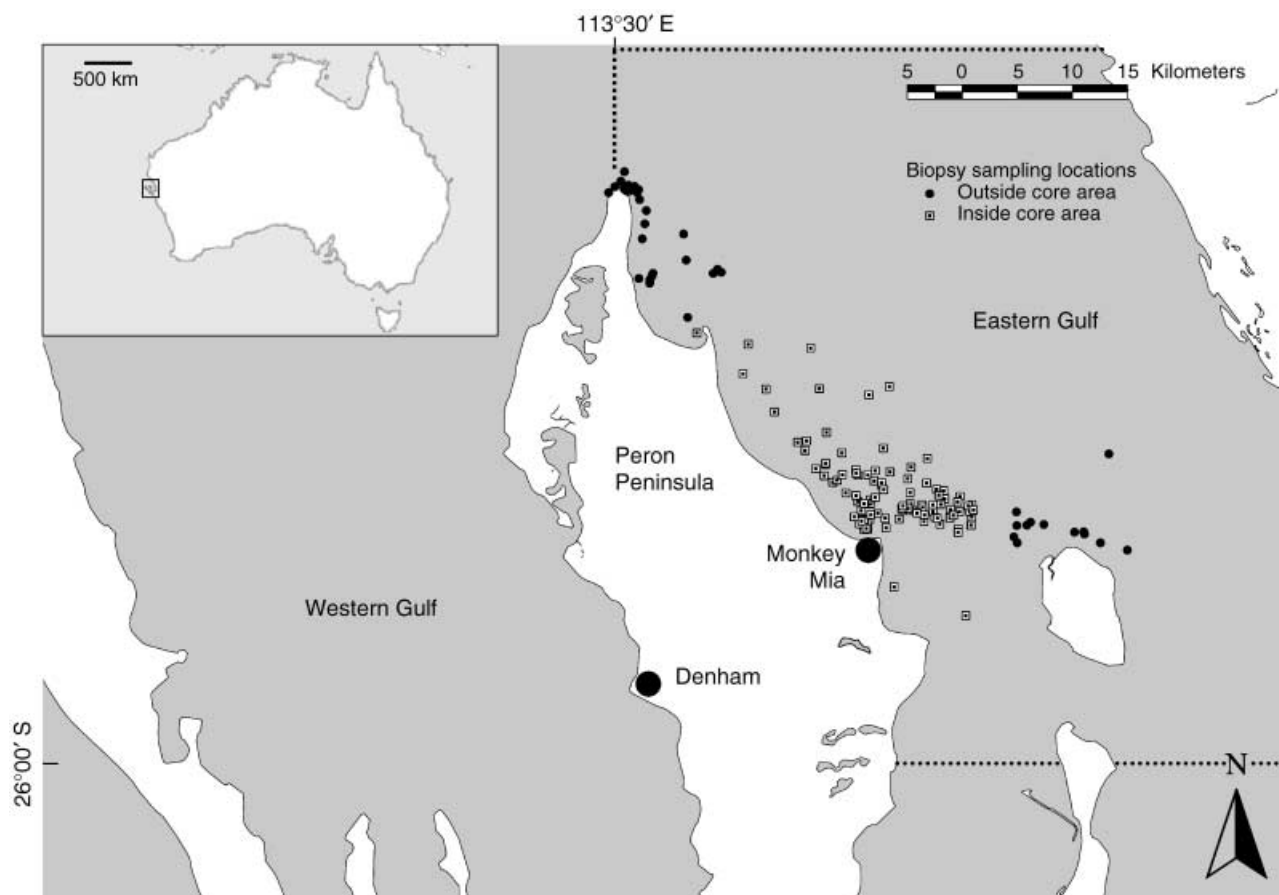 113°30′ E
500 km
5 0 5 10 15 Kilometers
Biopsy sampling locations
Outside core area
Inside core area
Eastern Gulf
Peron
Peninsula
Monkey
Mia
Western Gulf
Denham
26°00′ S
N